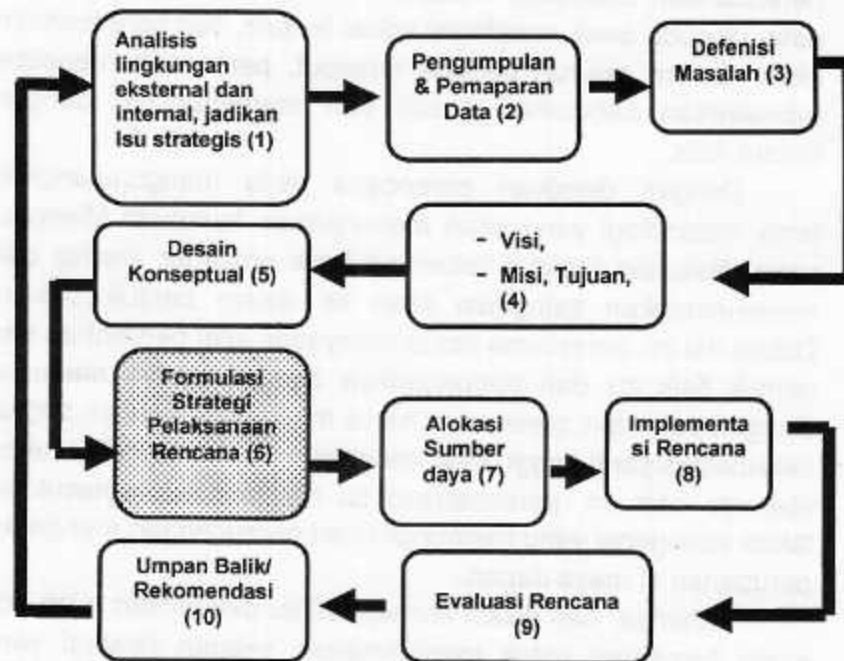 Analisis
lingkungan
eksternal dan
internal, jadikan
Isu strategis (1)
Pengumpulan
& Pemaparan
Data (2)
Defenisi
Masalah (3)
Desain
Konseptual (5)
- Visi,
- Misi, Tujuan,
(4)
Formulasi
Strategi
Pelaksanaan
Rencana (6)
Alokasi
Sumber
daya (7)
Implementa
si Rencana
(8)
Umpan Balik/
Rekomendasi
(10)
Evaluasi Rencana
(9)